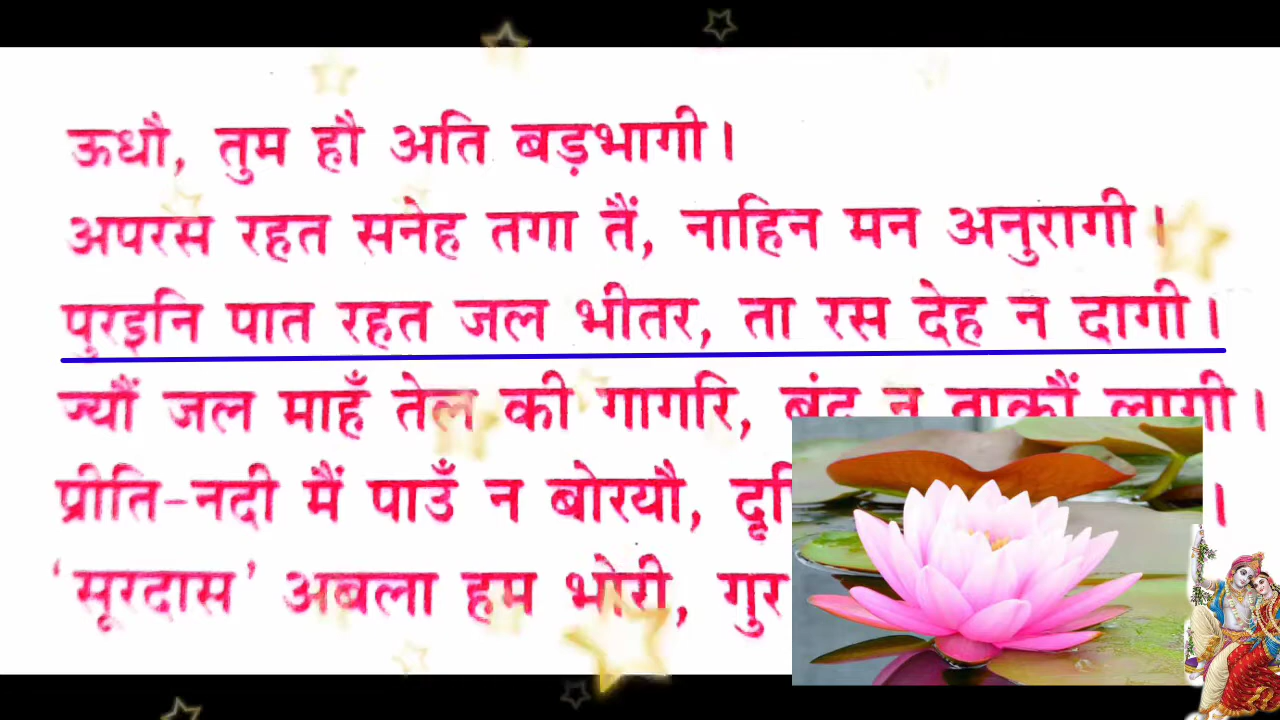 ऊधौ, तुम हौ अति बड़भागी।
अपरस रहत सनेह तगा तैं, नाहिन मन अनुरागी।
पुरइनि पात रहत जल भीतर, ता रस देह न दागी।
ज्यौं जल माहँ तेल की गागरि, बूंद न ताकौं लागी।
प्रीति-नदी मैं पाउँ न बोरयौ, ।
‘सूरदास’ अबला हम भोरी,